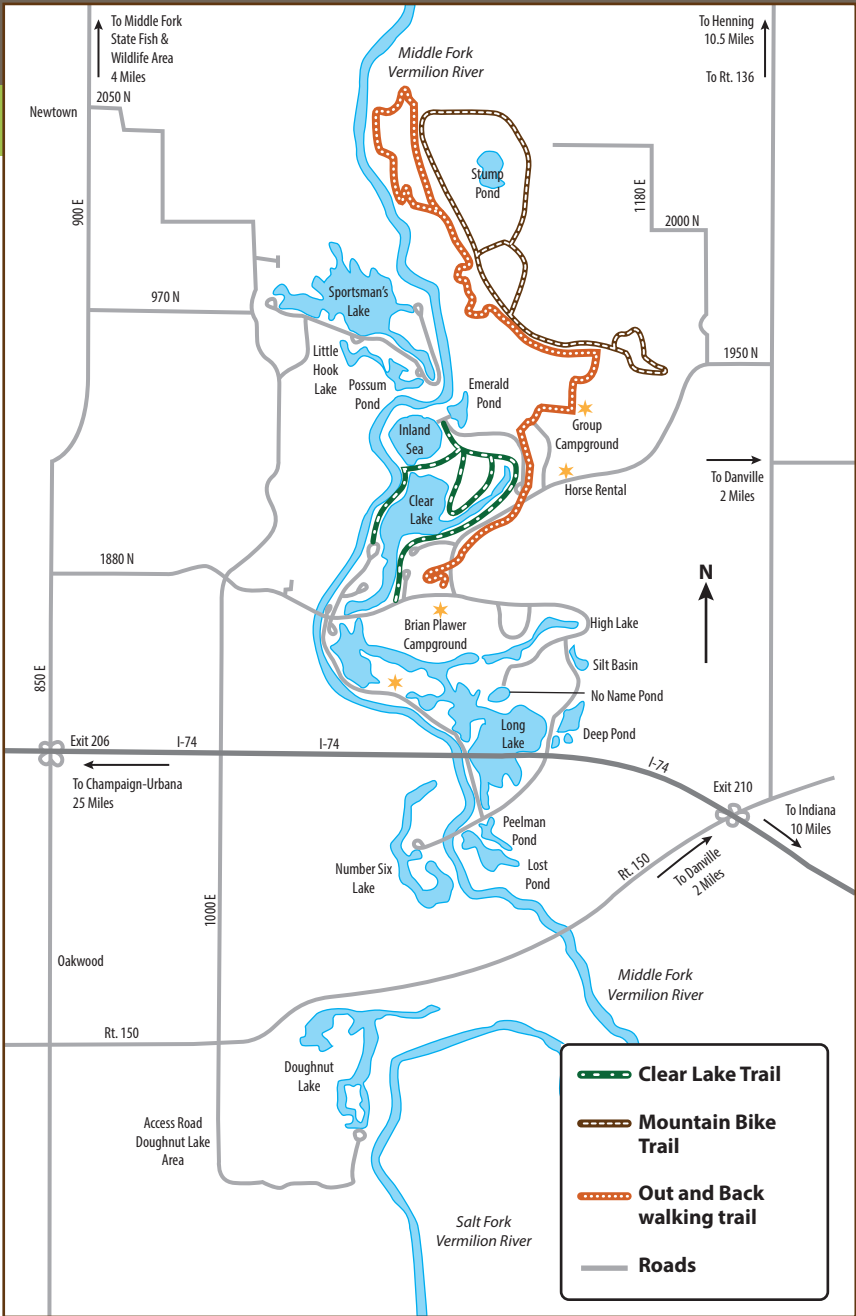 To Middle Fork
State Fish &
Wildlife Area
4 Miles
Middle Fork
Vermilion River
To Henning
10.5 Miles
To Rt. 136
2050 N
Newtown
Stump
Pond
900 E
1180 E
2000 N
970 N
Sportsman's
Lake
Little
Hook
Lake
Possum
Pond
Emerald
Pond
1950 N
Inland
Sea
Group
Campground
To Danville
2 Miles
Horse Rental
Clear
Lake
1880 N
N
Brian Plawer
Campground
High Lake
Silt Basin
No Name Pond
850 E
Long
Lake
Deep Pond
Exit 206
I-74
I-74
I-74
To Champaign-Urbana
25 Miles
Exit 210
To Indiana
10 Miles
Peelman
Pond
Number Six
Lake
Lost
Pond
Rt. 150
To Danville
2 Miles
1000 E
Oakwood
Middle Fork
Vermilion River
Rt. 150
Doughnut
Lake
Access Road
Doughnut Lake
Area
Salt Fork
Vermilion River
Clear Lake Trail
Mountain Bike
Trail
Out and Back
walking trail
Roads